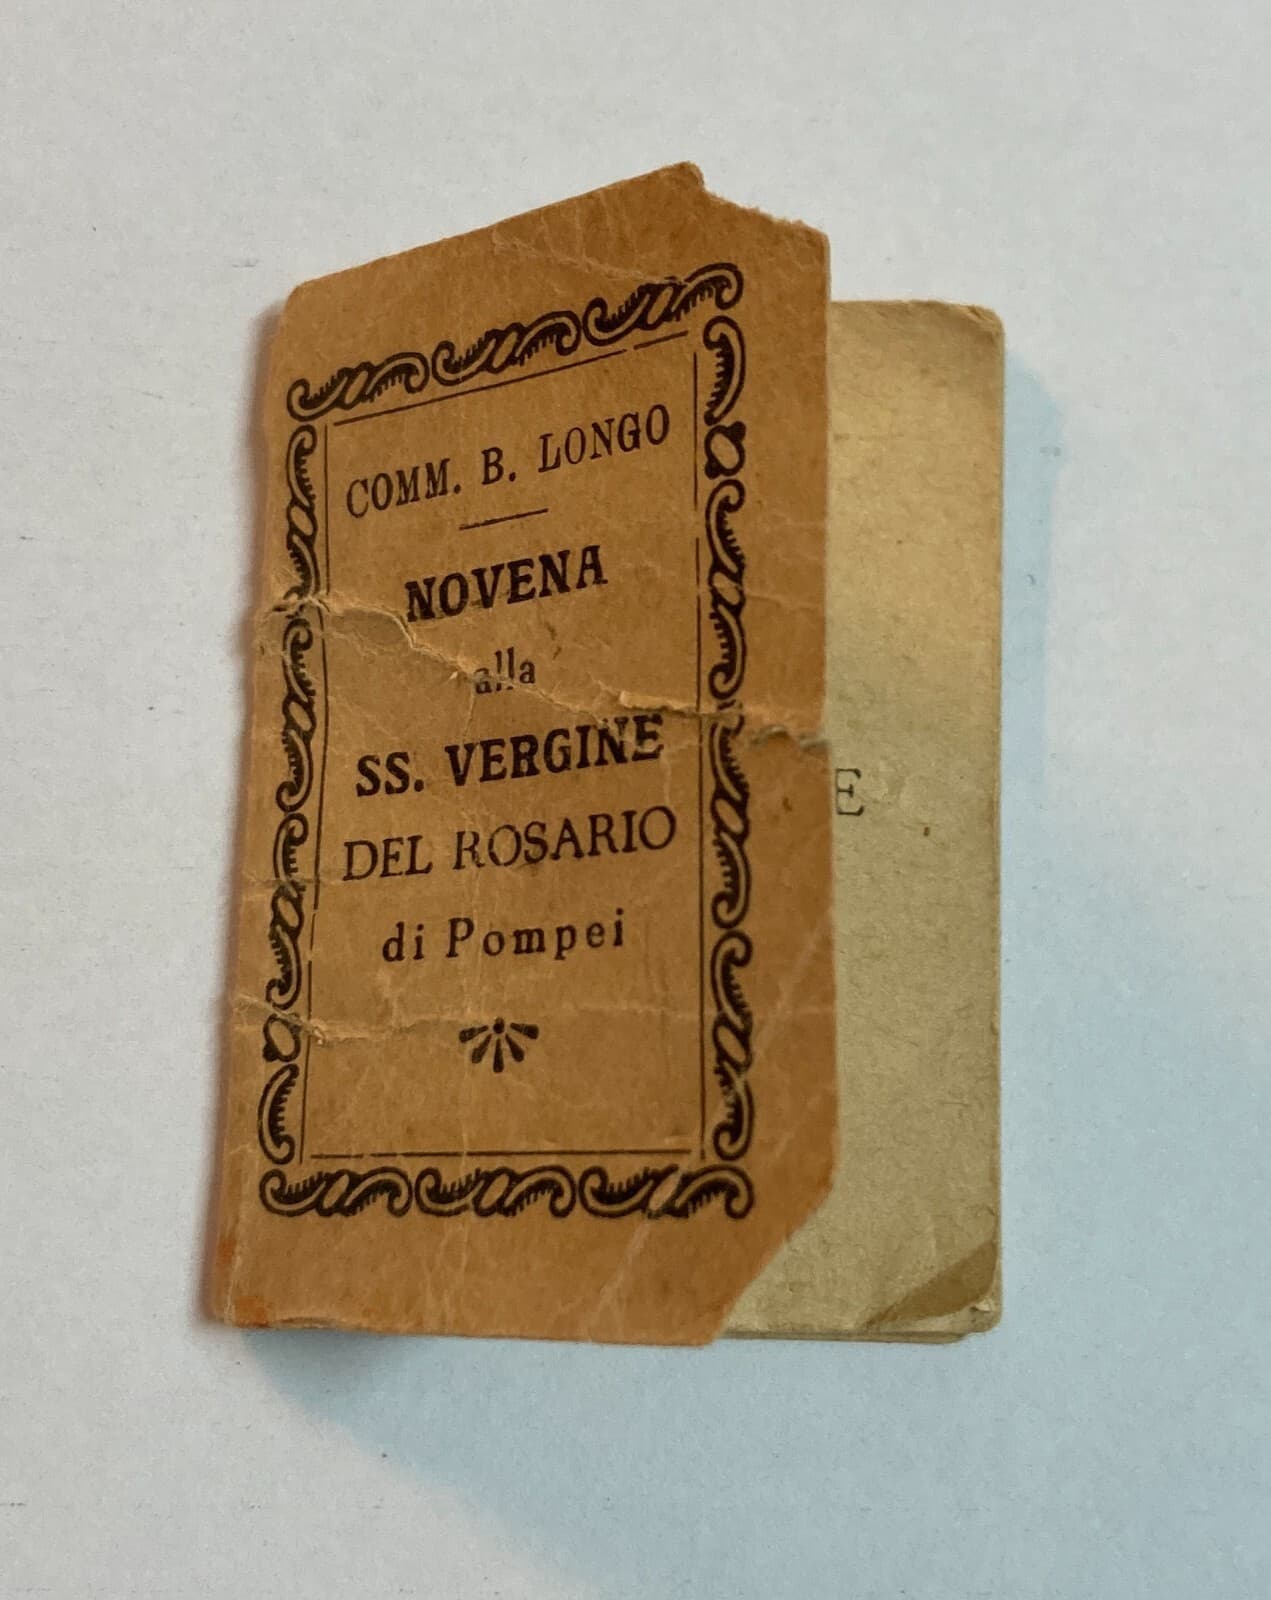 COMM. B. LONGO
NOVENA
alla
SS. VERGINE
DEL ROSARIO
di Pompei
E